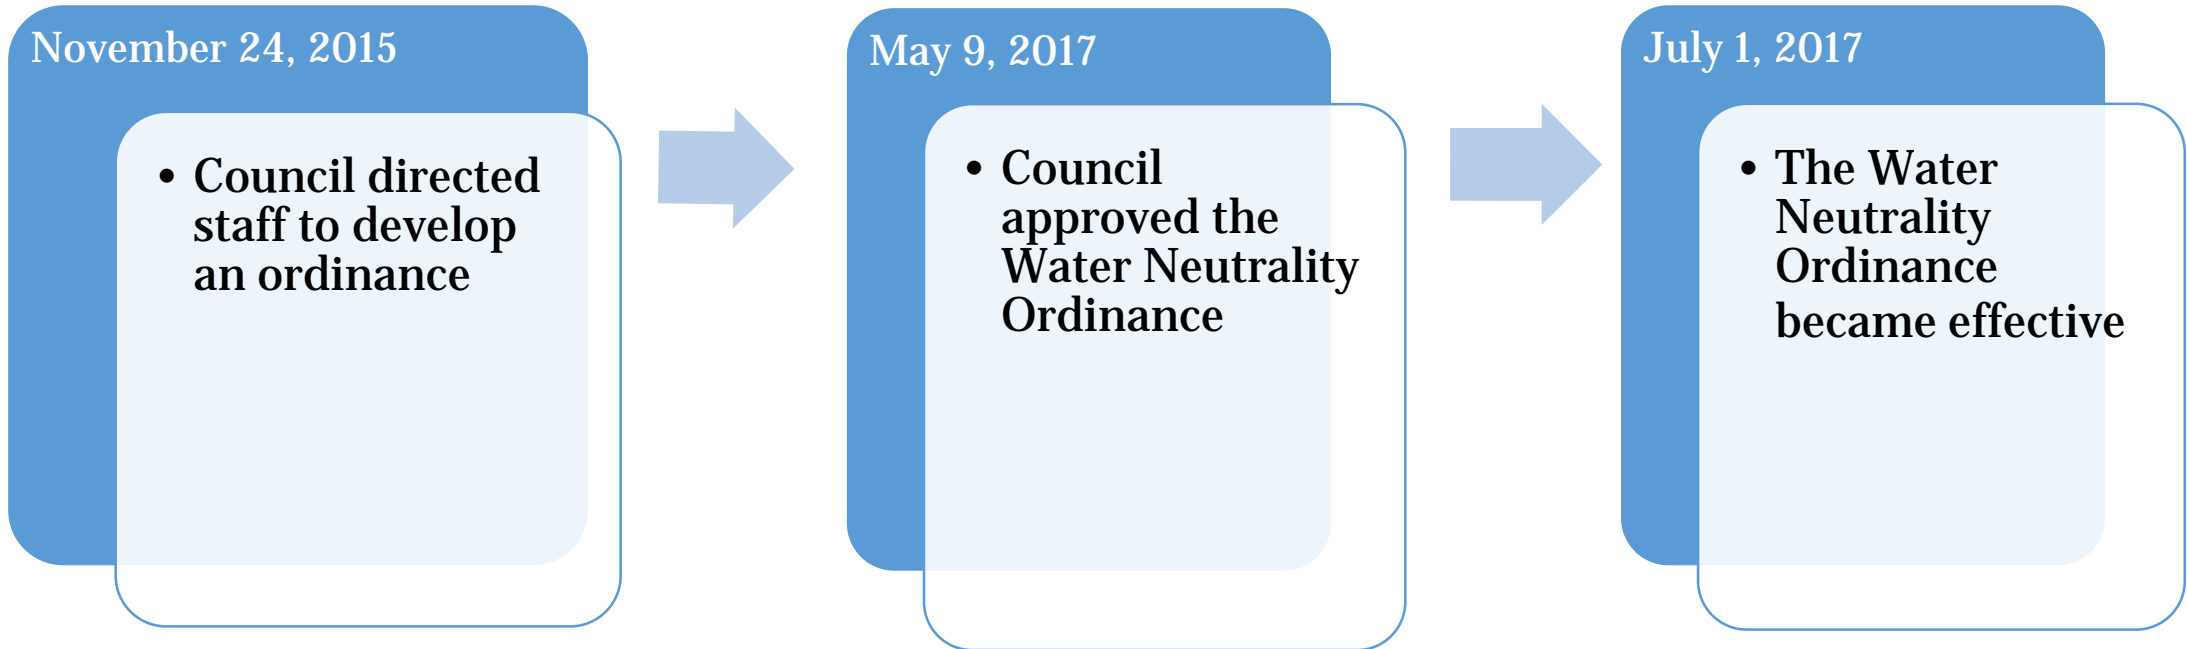 November 24, 2015
• Council directed
staff to develop
an ordinance
May 9, 2017
• Council
approved the
Water Neutrality
Ordinance
July 1, 2017
• The Water
Neutrality
Ordinance
became effective